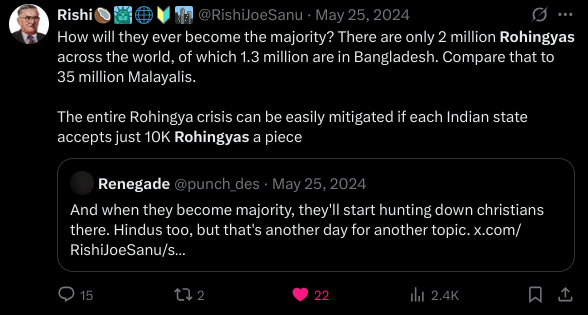 Rishi🥥🗽🌐🔰🌃 @RishiJoeSanu · May 25, 2024
How will they ever become the majority? There are only 2 million Rohingyas
across the world, of which 1.3 million are in Bangladesh. Compare that to
35 million Malayalis.
The entire Rohingya crisis can be easily mitigated if each Indian state
accepts just 10K Rohingyas a piece
Renegade @punch_des · May 25, 2024
And when they become majority, they'll start hunting down christians
there. Hindus too, but that's another day for another topic. x.com/
RishiJoeSanu/s...
15 2 22 2.4K